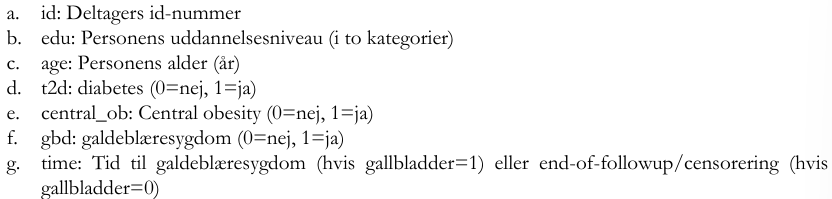 a. id: Deltagers id-nummer
b. edu: Personens uddannelsesniveau (i to kategorier)
c. age: Personens alder (år)
d. t2d: diabetes (0=nej, 1=ja)
e. central_ob: Central obesity (0=nej, 1=ja)
f. gbd: galdeblæresygdom (0=nej, 1=ja)
g. time: Tid til galdeblæresygdom (hvis gallbladder=1) eller end-of-followup/censorering (hvis
gallbladder=0)